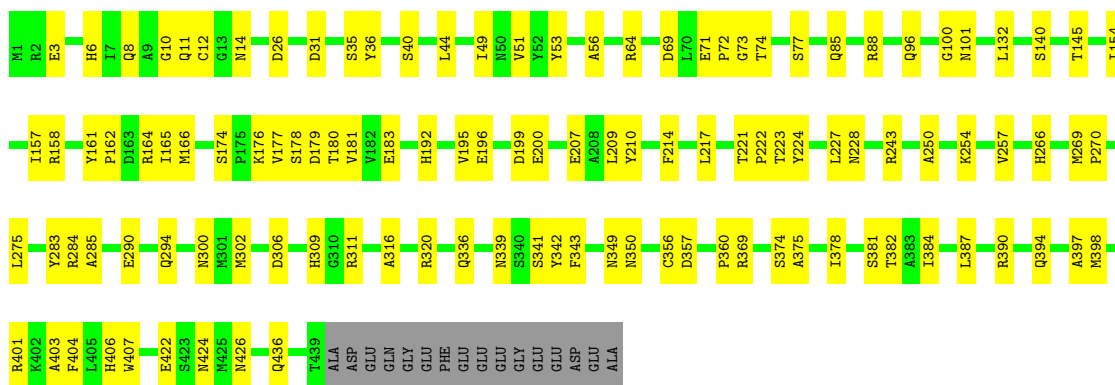 M1 R2 E3 H6 I7 Q8 A9 G10 Q11 C12 G13 N14 D26 D31 S35 Y36 S40 L44 I49 N50 V51 Y52 Y53 A56 R64 D69 L70 E71 P72 G73 T74 S77 Q85 R88 Q96 G100 N101 L132 S140 T145 I154
I157 R158 Y161 P162 D163 R164 I165 M166 S174 P175 K176 V177 S178 D179 T180 V181 V182 E183 H192 V195 E196 D199 E200 E207 A208 L209 Y210 F214 L217 T221 P222 T223 Y224 L227 N228 R243 A250 K254 V257 H266 M269 P270
L275 Y283 R284 A285 E290 Q294 N300 M301 M302 D306 H309 G310 R311 A316 R320 Q336 N339 S340 S341 Y342 F343 N349 N350 C356 D357 P360 R369 S374 A375 I378 S381 T382 A383 I384 L387 R390 Q394 A397 M398
R401 K402 A403 F404 L405 H406 W407 E422 S423 N424 M425 N426 Q436 T439 ALA ASP GLU GLN GLY GLU PHE GLU GLU GLU GLY GLU GLU ASP GLU ALA